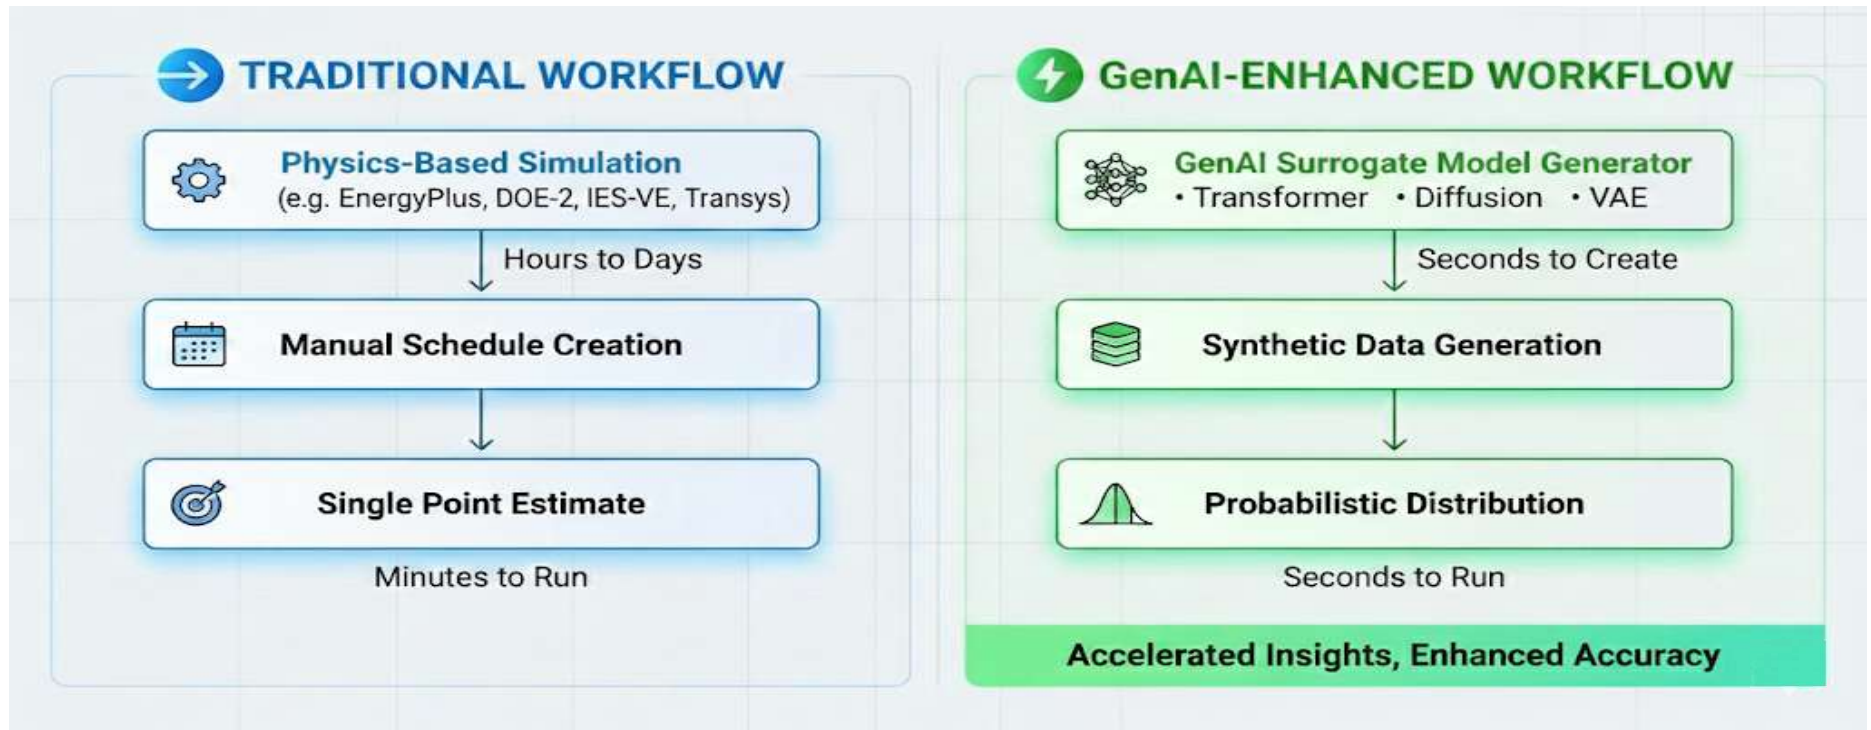 TRADITIONAL WORKFLOW
Physics-Based Simulation
(e.g. EnergyPlus, DOE-2, IES-VE, Transys)
Hours to Days
Manual Schedule Creation
Single Point Estimate
Minutes to Run
GenAI-ENHANCED WORKFLOW
GenAI Surrogate Model Generator
• Transformer • Diffusion • VAE
Seconds to Create
Synthetic Data Generation
Probabilistic Distribution
Seconds to Run
Accelerated Insights, Enhanced Accuracy